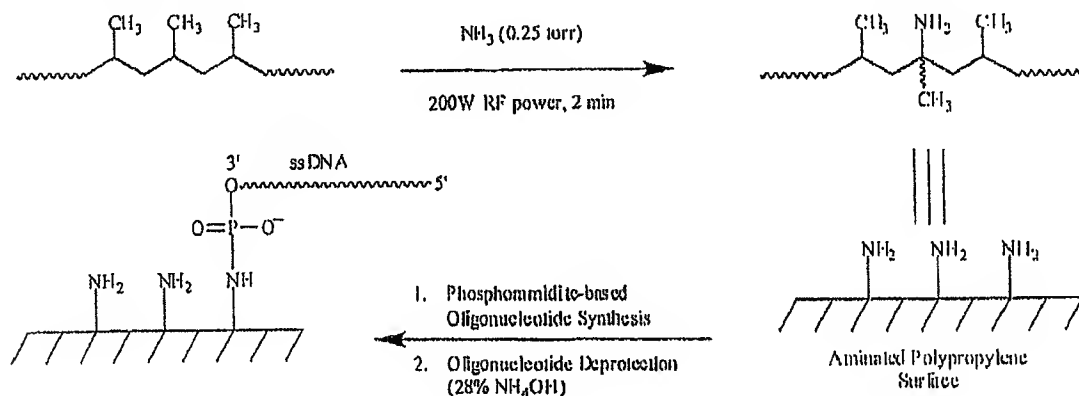 CH3 CH3 CH3
NH3 (0.25 torr)
200W RF power, 2 min
CH3 NH2 CH3
CH3
3'
ssDNA
O 5'
O=P–O–
NH2 NH2 NH
1. Phosphoramidite-based
Oligonucleotide Synthesis
2. Oligonucleotide Deprotection
(28% NH4OH)
NH2 NH2 NH2
Aminated Polypropylene
Surface